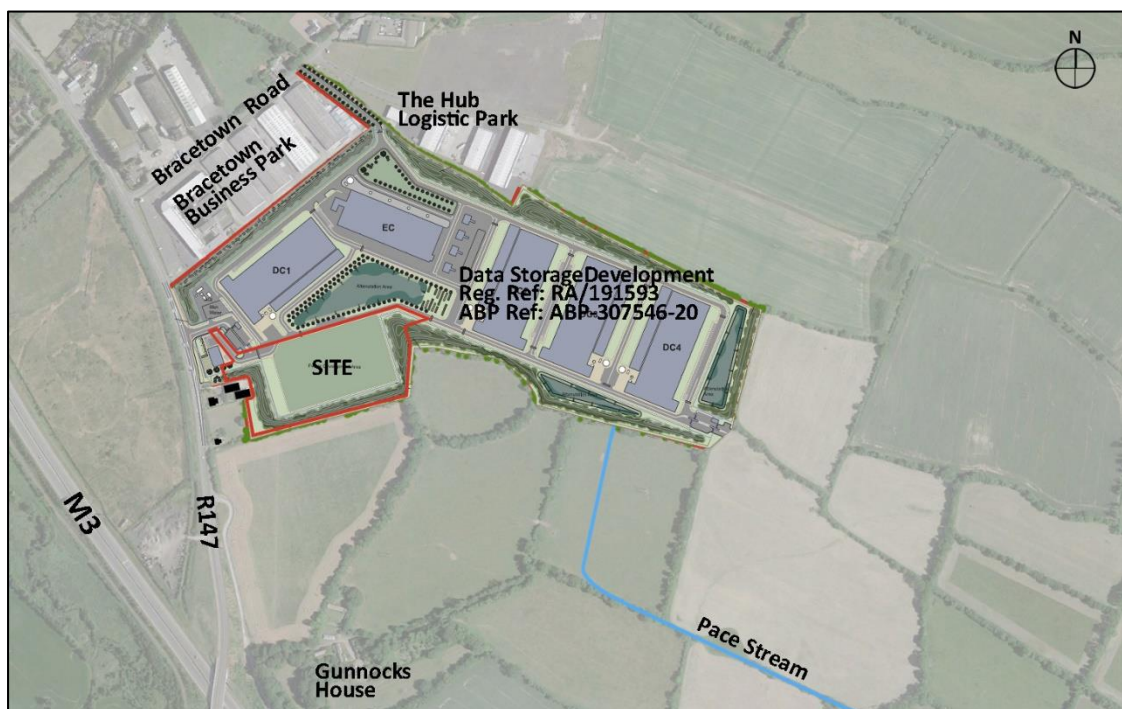 N
Bracetown Road
Bracetown
Business Park
The Hub
Logistic Park
EC
DC1
Data StorageDevelopment
Reg. Ref: RA/191593
ABP Ref: ABP-307546-20
DC4
SITE
M3
R147
Pace Stream
Gunnocks
House